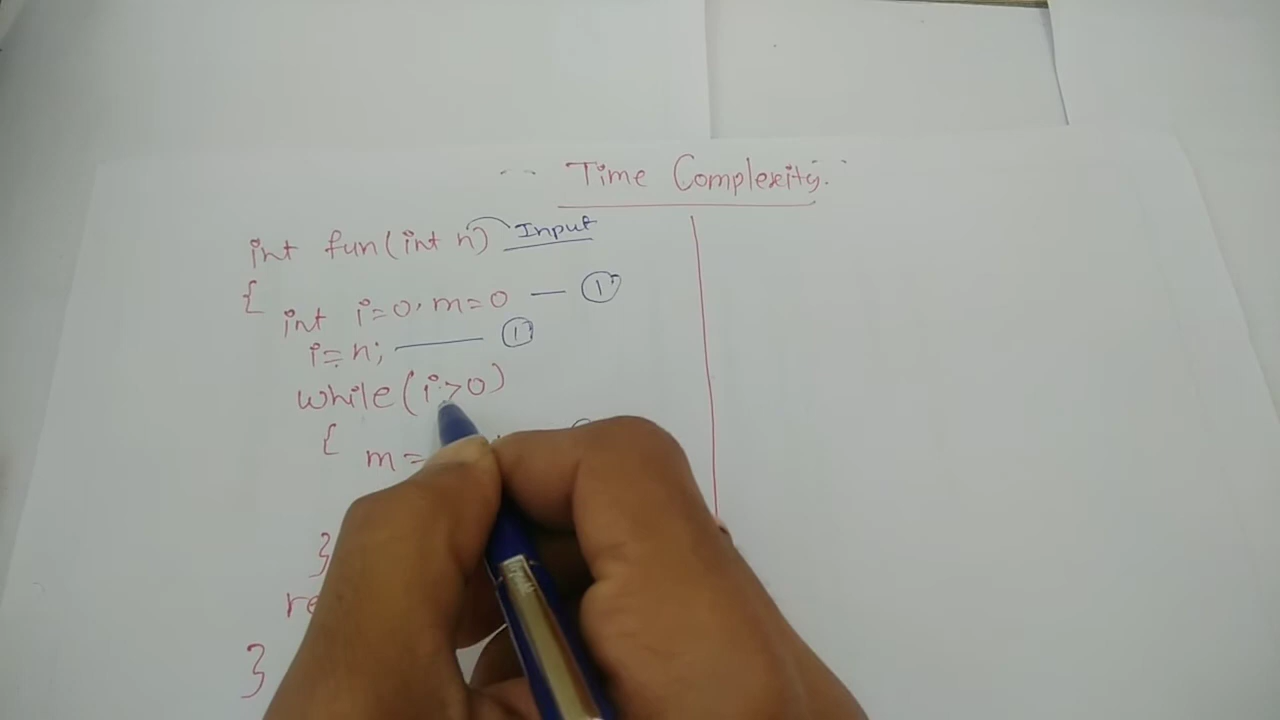 Time Complexity.
int fun(int n) Input
{
int i=0, m=0 — 1
i=n; — 1
while(i>0)
{ m=
}
}